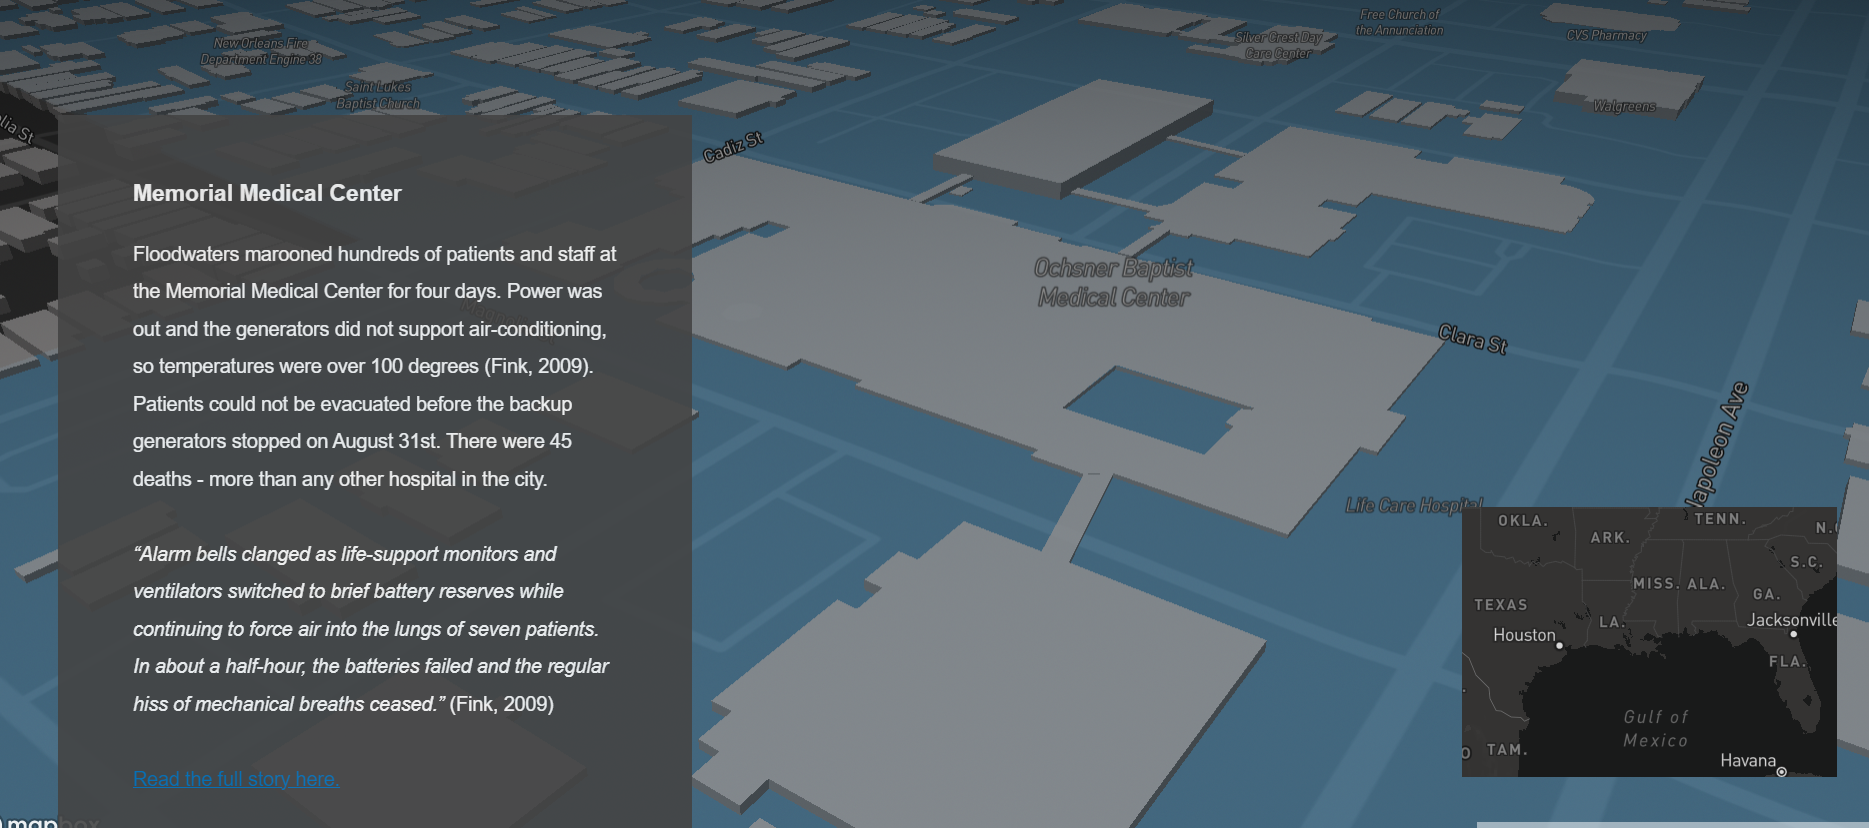 New Orleans Fire
Department Engine 38
Saint Lukes
Baptist Church
Silver Crest Day
Care Center
Free Church of
the Annunciation
CVS Pharmacy
Walgreens
Cadiz St
Memorial Medical Center
Floodwaters marooned hundreds of patients and staff at
the Memorial Medical Center for four days. Power was
out and the generators did not support air-conditioning,
so temperatures were over 100 degrees (Fink, 2009).
Patients could not be evacuated before the backup
generators stopped on August 31st. There were 45
deaths - more than any other hospital in the city.
“Alarm bells clanged as life-support monitors and
ventilators switched to brief battery reserves while
continuing to force air into the lungs of seven patients.
In about a half-hour, the batteries failed and the regular
hiss of mechanical breaths ceased.” (Fink, 2009)
Read the full story here.
Ochsner Baptist
Medical Center
Clara St
Napoleon Ave
Life Care Hospital
OKLA.
TENN.
N.C
ARK.
S.C.
MISS.
ALA.
GA.
TEXAS
LA.
Jacksonville
Houston
FLA.
Gulf of
Mexico
TAM.
Havana
mapbox